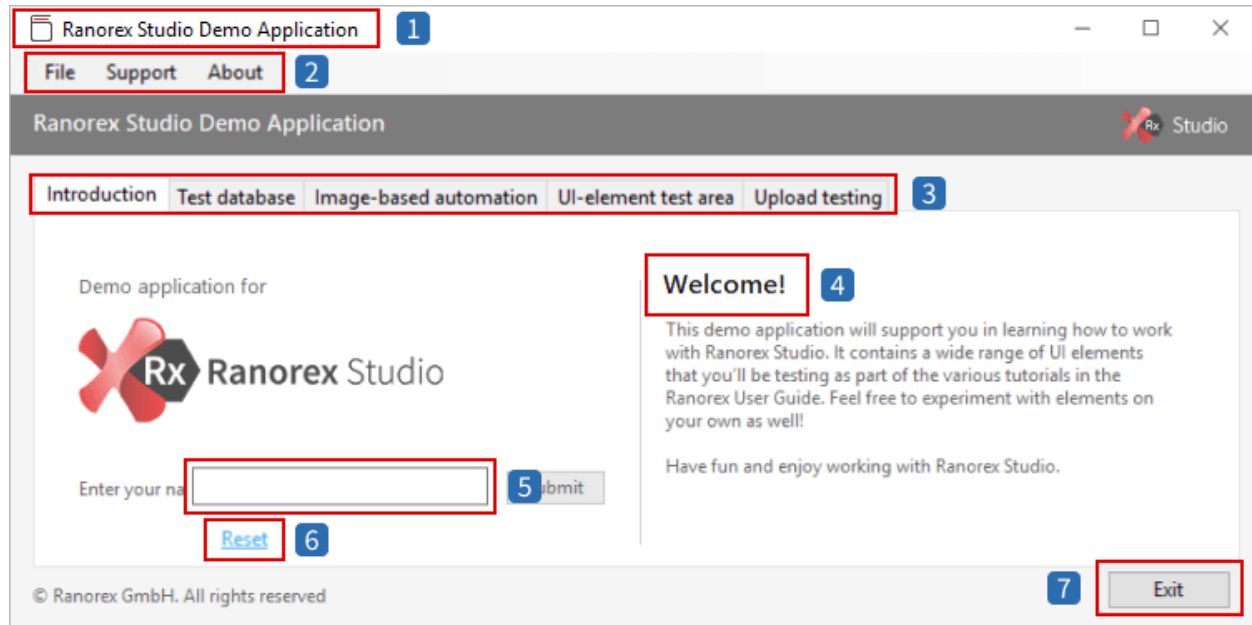 Ranorex Studio Demo Application 1
File Support About 2
Ranorex Studio Demo Application Rx Studio
Introduction Test database Image-based automation UI-element test area Upload testing 3
Demo application for
Rx Ranorex Studio
Enter your na 5 ubmit
Reset 6
Welcome! 4
This demo application will support you in learning how to work
with Ranorex Studio. It contains a wide range of UI elements
that you'll be testing as part of the various tutorials in the
Ranorex User Guide. Feel free to experiment with elements on
your own as well!
Have fun and enjoy working with Ranorex Studio.
© Ranorex GmbH. All rights reserved 7 Exit